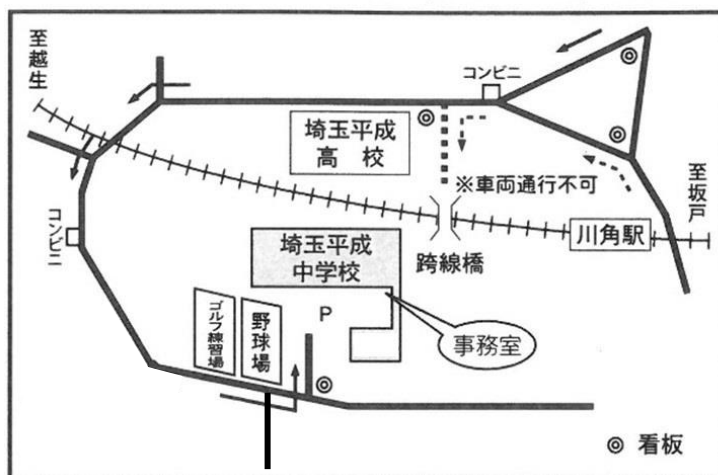 至越生
コンビニ
埼玉平成
高校
※車両通行不可
至坂戸
川角駅
跨線橋
コンビニ
埼玉平成
中学校
ゴルフ練習場
野球場
P
事務室
◎ 看板